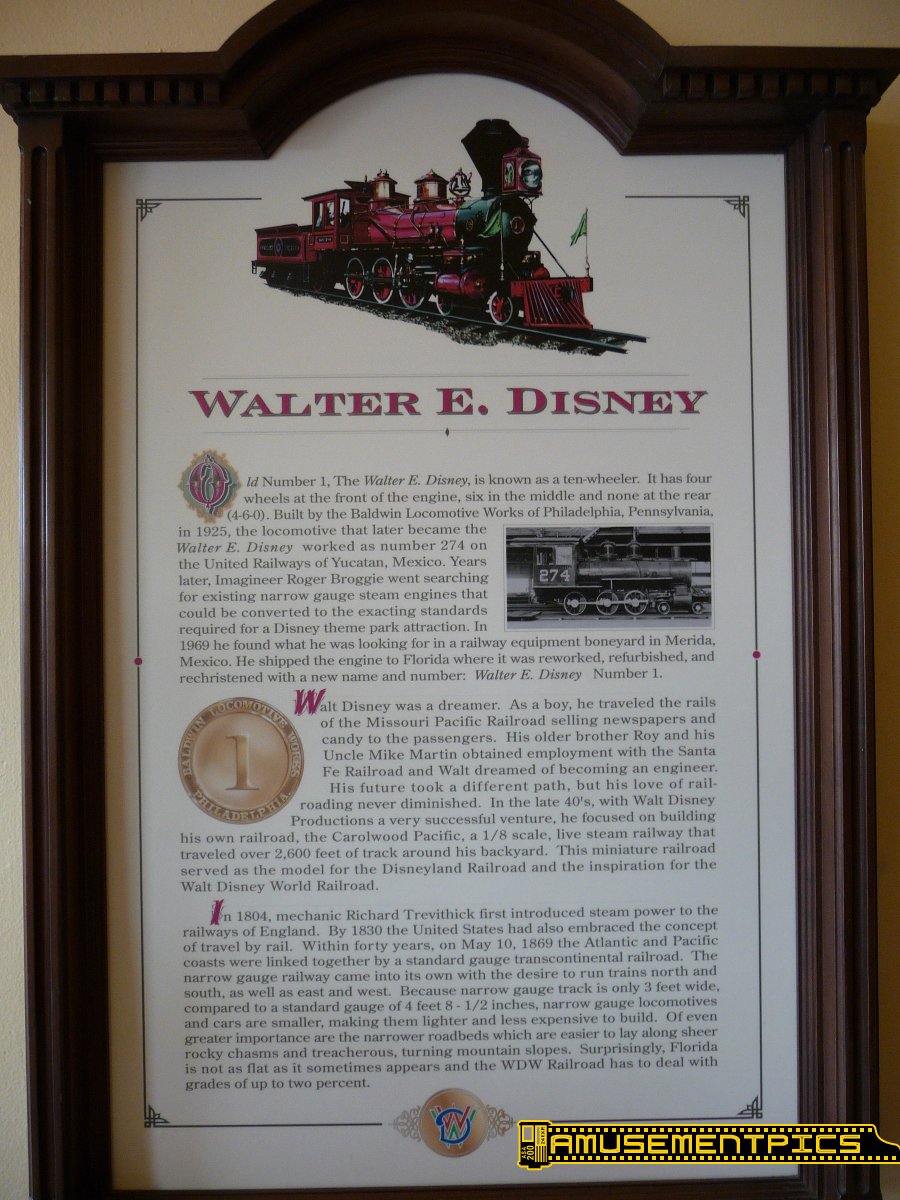 WALTER E. DISNEY
Old Number 1, The Walter E. Disney, is known as a ten-wheeler. It has four
wheels at the front of the engine, six in the middle and none at the rear
(4-6-0). Built by the Baldwin Locomotive Works of Philadelphia, Pennsylvania,
in 1925, the locomotive that later became the
Walter E. Disney worked as number 274 on
the United Railways of Yucatan, Mexico. Years
later, Imagineer Roger Broggie went searching
for existing narrow gauge steam engines that
could be converted to the exacting standards
required for a Disney theme park attraction. In
1969 he found what he was looking for in a railway equipment boneyard in Merida,
Mexico. He shipped the engine to Florida where it was reworked, refurbished, and
rechristened with a new name and number: Walter E. Disney Number 1.
274
Walt Disney was a dreamer. As a boy, he traveled the rails
of the Missouri Pacific Railroad selling newspapers and
candy to the passengers. His older brother Roy and his
Uncle Mike Martin obtained employment with the Santa
Fe Railroad and Walt dreamed of becoming an engineer.
His future took a different path, but his love of rail-
roading never diminished. In the late 40's, with Walt Disney
Productions a very successful venture, he focused on building
his own railroad, the Carolwood Pacific, a 1/8 scale, live steam railway that
traveled over 2,600 feet of track around his backyard. This miniature railroad
served as the model for the Disneyland Railroad and the inspiration for the
Walt Disney World Railroad.
BALDWIN LOCOMOTIVE WORKS
1
PHILADELPHIA
In 1804, mechanic Richard Trevithick first introduced steam power to the
railways of England. By 1830 the United States had also embraced the concept
of travel by rail. Within forty years, on May 10, 1869 the Atlantic and Pacific
coasts were linked together by a standard gauge transcontinental railroad. The
narrow gauge railway came into its own with the desire to run trains north and
south, as well as east and west. Because narrow gauge track is only 3 feet wide,
compared to a standard gauge of 4 feet 8 - 1/2 inches, narrow gauge locomotives
and cars are smaller, making them lighter and less expensive to build. Of even
greater importance are the narrower roadbeds which are easier to lay along sheer
rocky chasms and treacherous, turning mountain slopes. Surprisingly, Florida
is not as flat as it sometimes appears and the WDW Railroad has to deal with
grades of up to two percent.
WDW
ASA 200
AMUSEMENTPICS